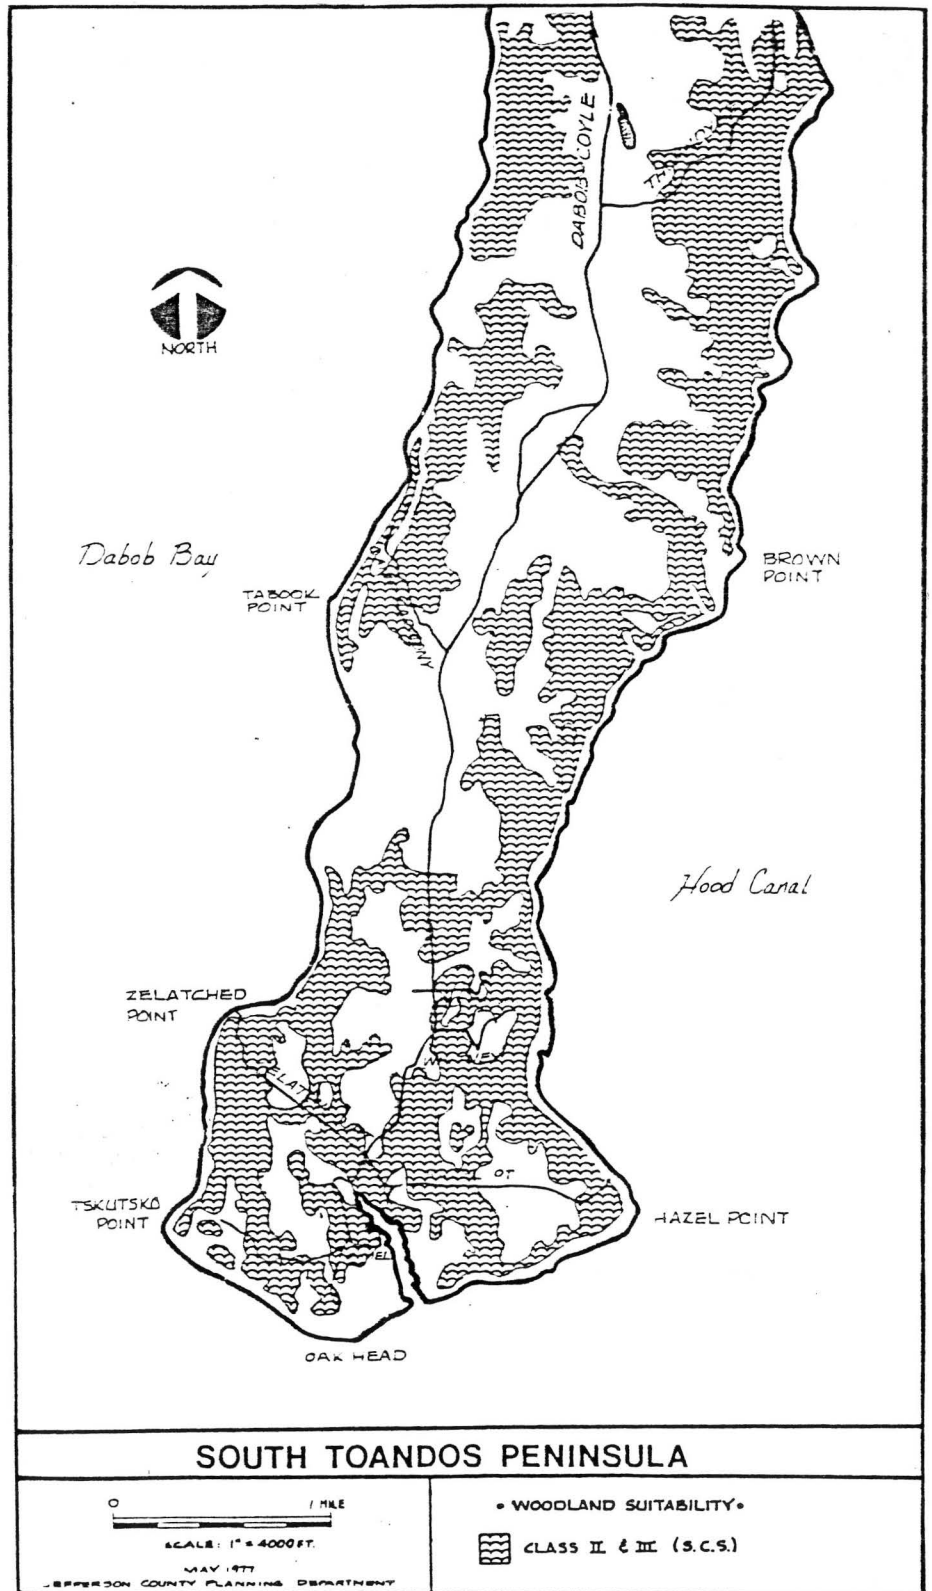 DABOB COYLE
NORTH
Dabob Bay
TABOOK
POINT
BROWN
POINT
Hood Canal
ZELATCHED
POINT
TSKUTSKO
POINT
HAZEL POINT
OAK HEAD
SOUTH TOANDOS PENINSULA
0 1 MILE
SCALE: 1" = 4000 FT.
MAY 1977
JEFFERSON COUNTY PLANNING DEPARTMENT
• WOODLAND SUITABILITY •
CLASS II & III (S.C.S.)